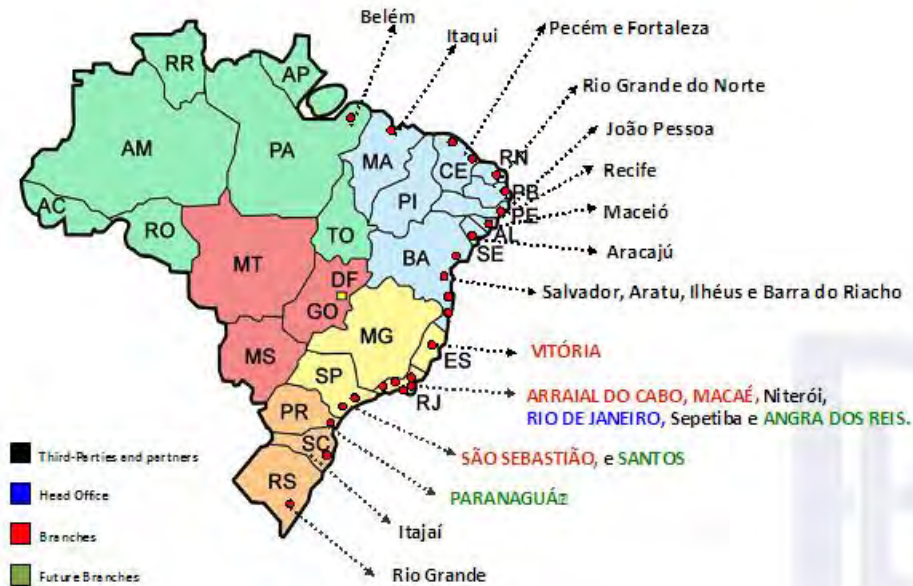 Belém
Itaqui
Pecém e Fortaleza
Rio Grande do Norte
João Pessoa
Recife
Maceió
Aracajú
Salvador, Aratu, Ilhéus e Barra do Riacho
VITÓRIA
ARRAIAL DO CABO, MACAÉ, Niterói,
RIO DE JANEIRO, Sepetiba e ANGRA DOS REIS.
SÃO SEBASTIÃO, e SANTOS
PARANAGUÁ
Itajaí
Rio Grande
RR
AP
AM
PA
MA
CE
RN
PB
PE
AL
SE
PI
AC
RO
TO
BA
MT
DF
GO
MG
ES
MS
SP
RJ
PR
SC
RS
Third-Parties and partners
Head Office
Branches
Future Branches